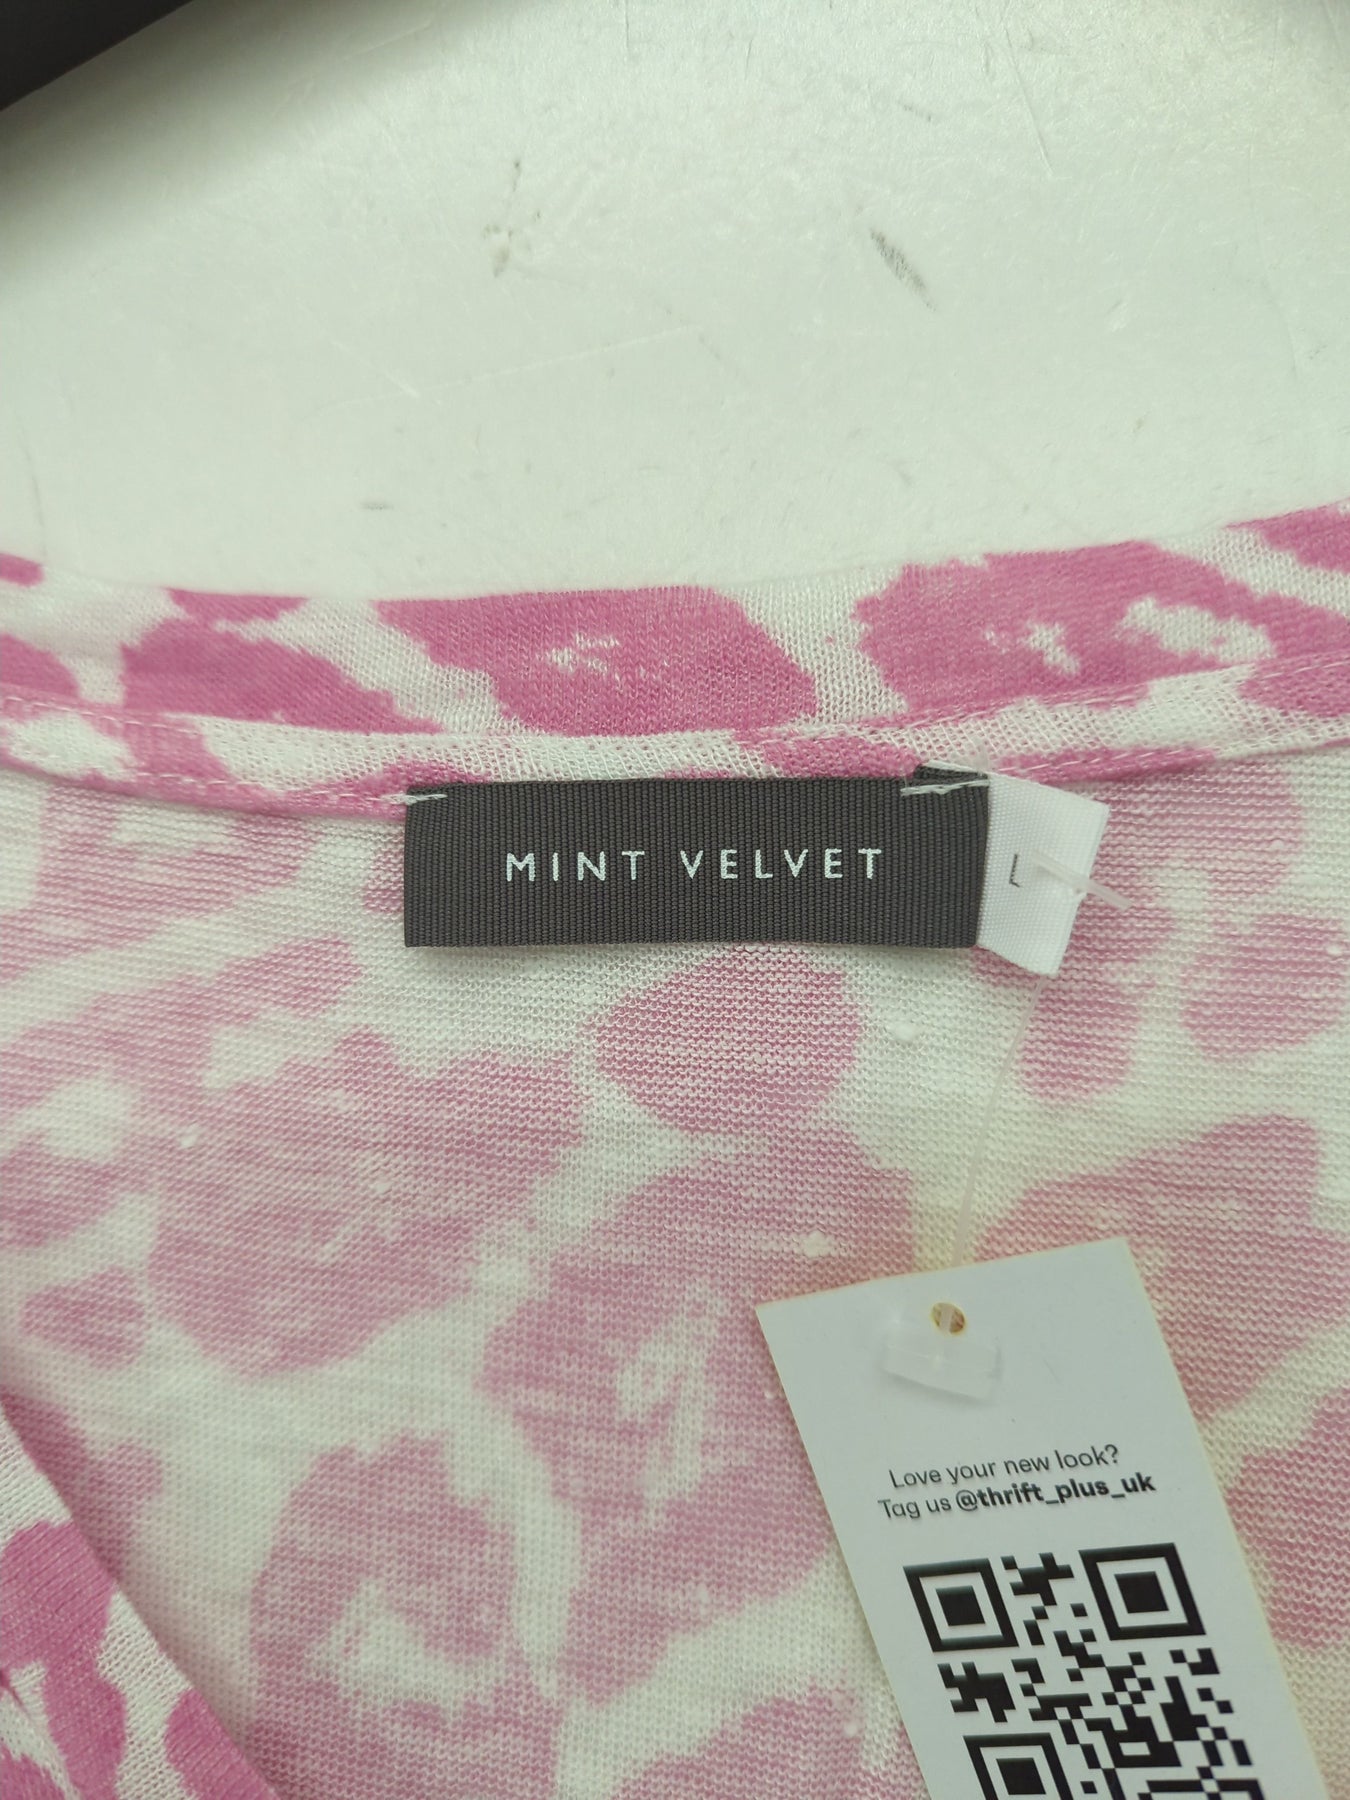 MINT VELVET
L
Love your new look?
Tag us @thrift_plus_uk